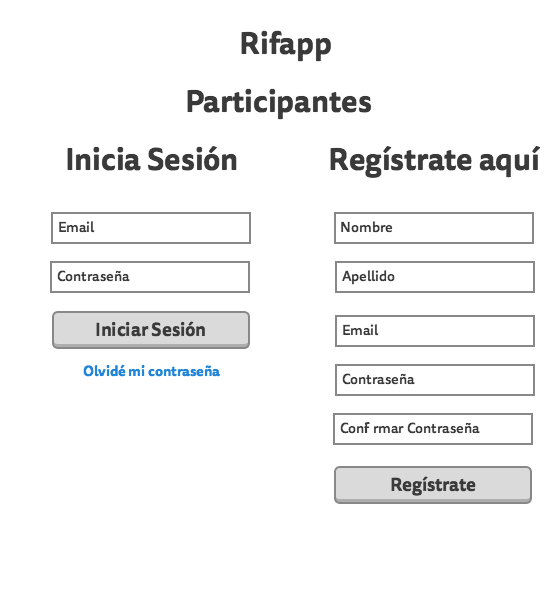 Rifapp
Participantes
Inicia Sesión
Email
Contraseña
Iniciar Sesión
Olvidé mi contraseña
Regístrate aquí
Nombre
Apellido
Email
Contraseña
Conf rmar Contraseña
Regístrate